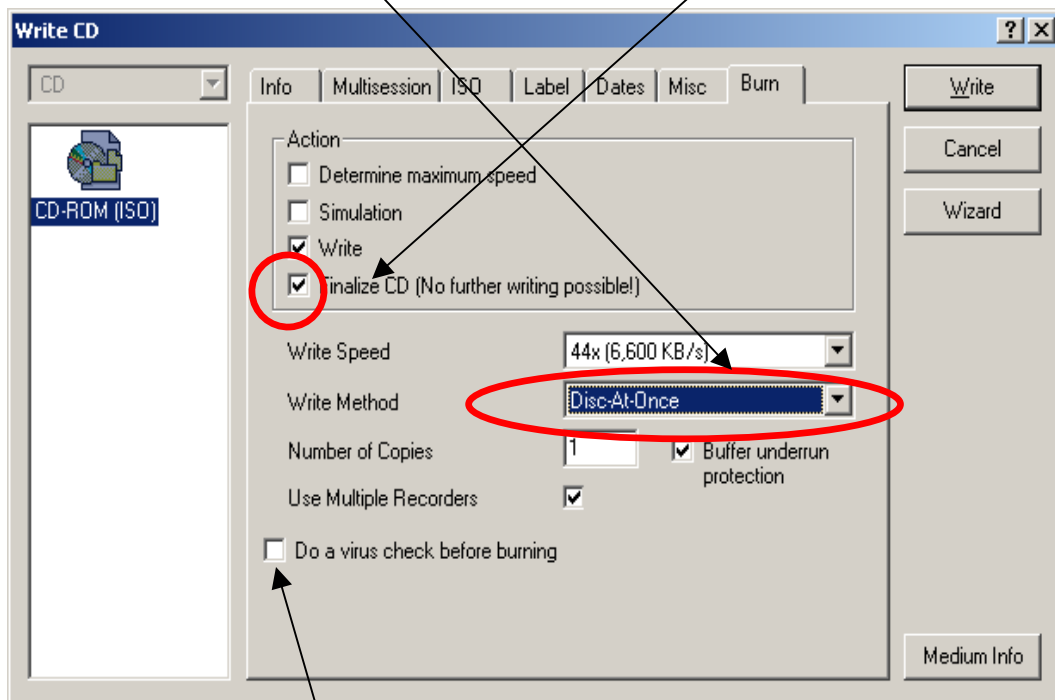 Write CD
CD
Info Multisession ISO Label Dates Misc Burn
Write
Cancel
Wizard
CD-ROM (ISO)
Action
Determine maximum speed
Simulation
Write
Finalize CD (No further writing possible!)
Write Speed 44x (6,600 KB/s)
Write Method Disc-At-Once
Number of Copies 1 Buffer underrun
protection
Use Multiple Recorders
Do a virus check before burning
Medium Info